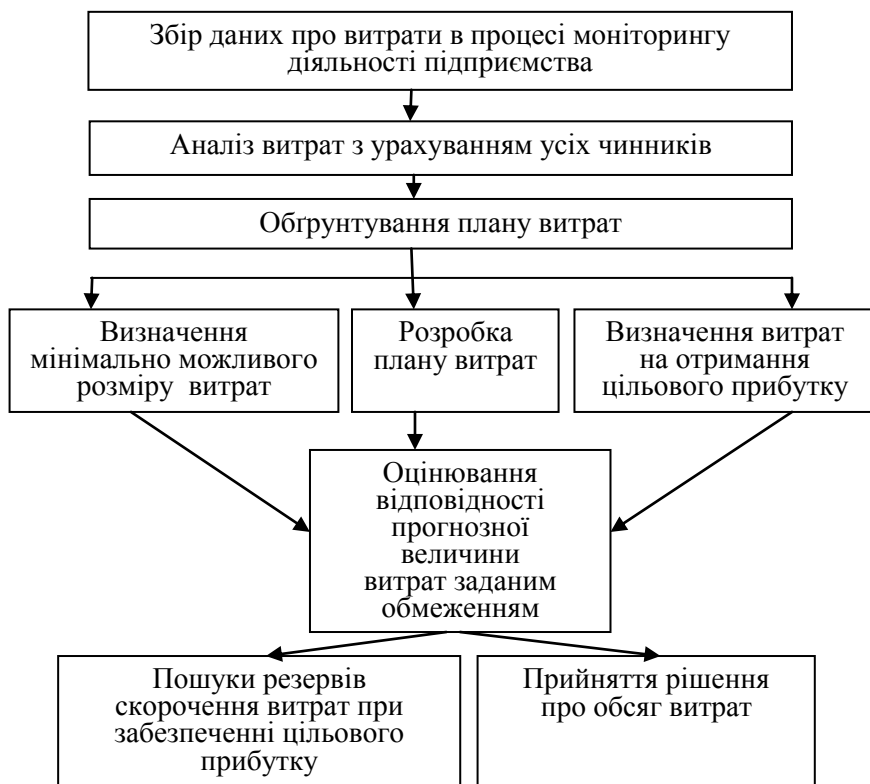 Збір даних про витрати в процесі моніторингу
діяльності підприємства
Аналіз витрат з урахуванням усіх чинників
Обґрунтування плану витрат
Визначення
мінімально можливого
розміру витрат
Розробка
плану витрат
Визначення витрат
на отримання
цільового прибутку
Оцінювання
відповідності
прогнозної
величини
витрат заданим
обмеженням
Пошуки резервів
скорочення витрат при
забезпеченні цільового
прибутку
Прийняття рішення
про обсяг витрат